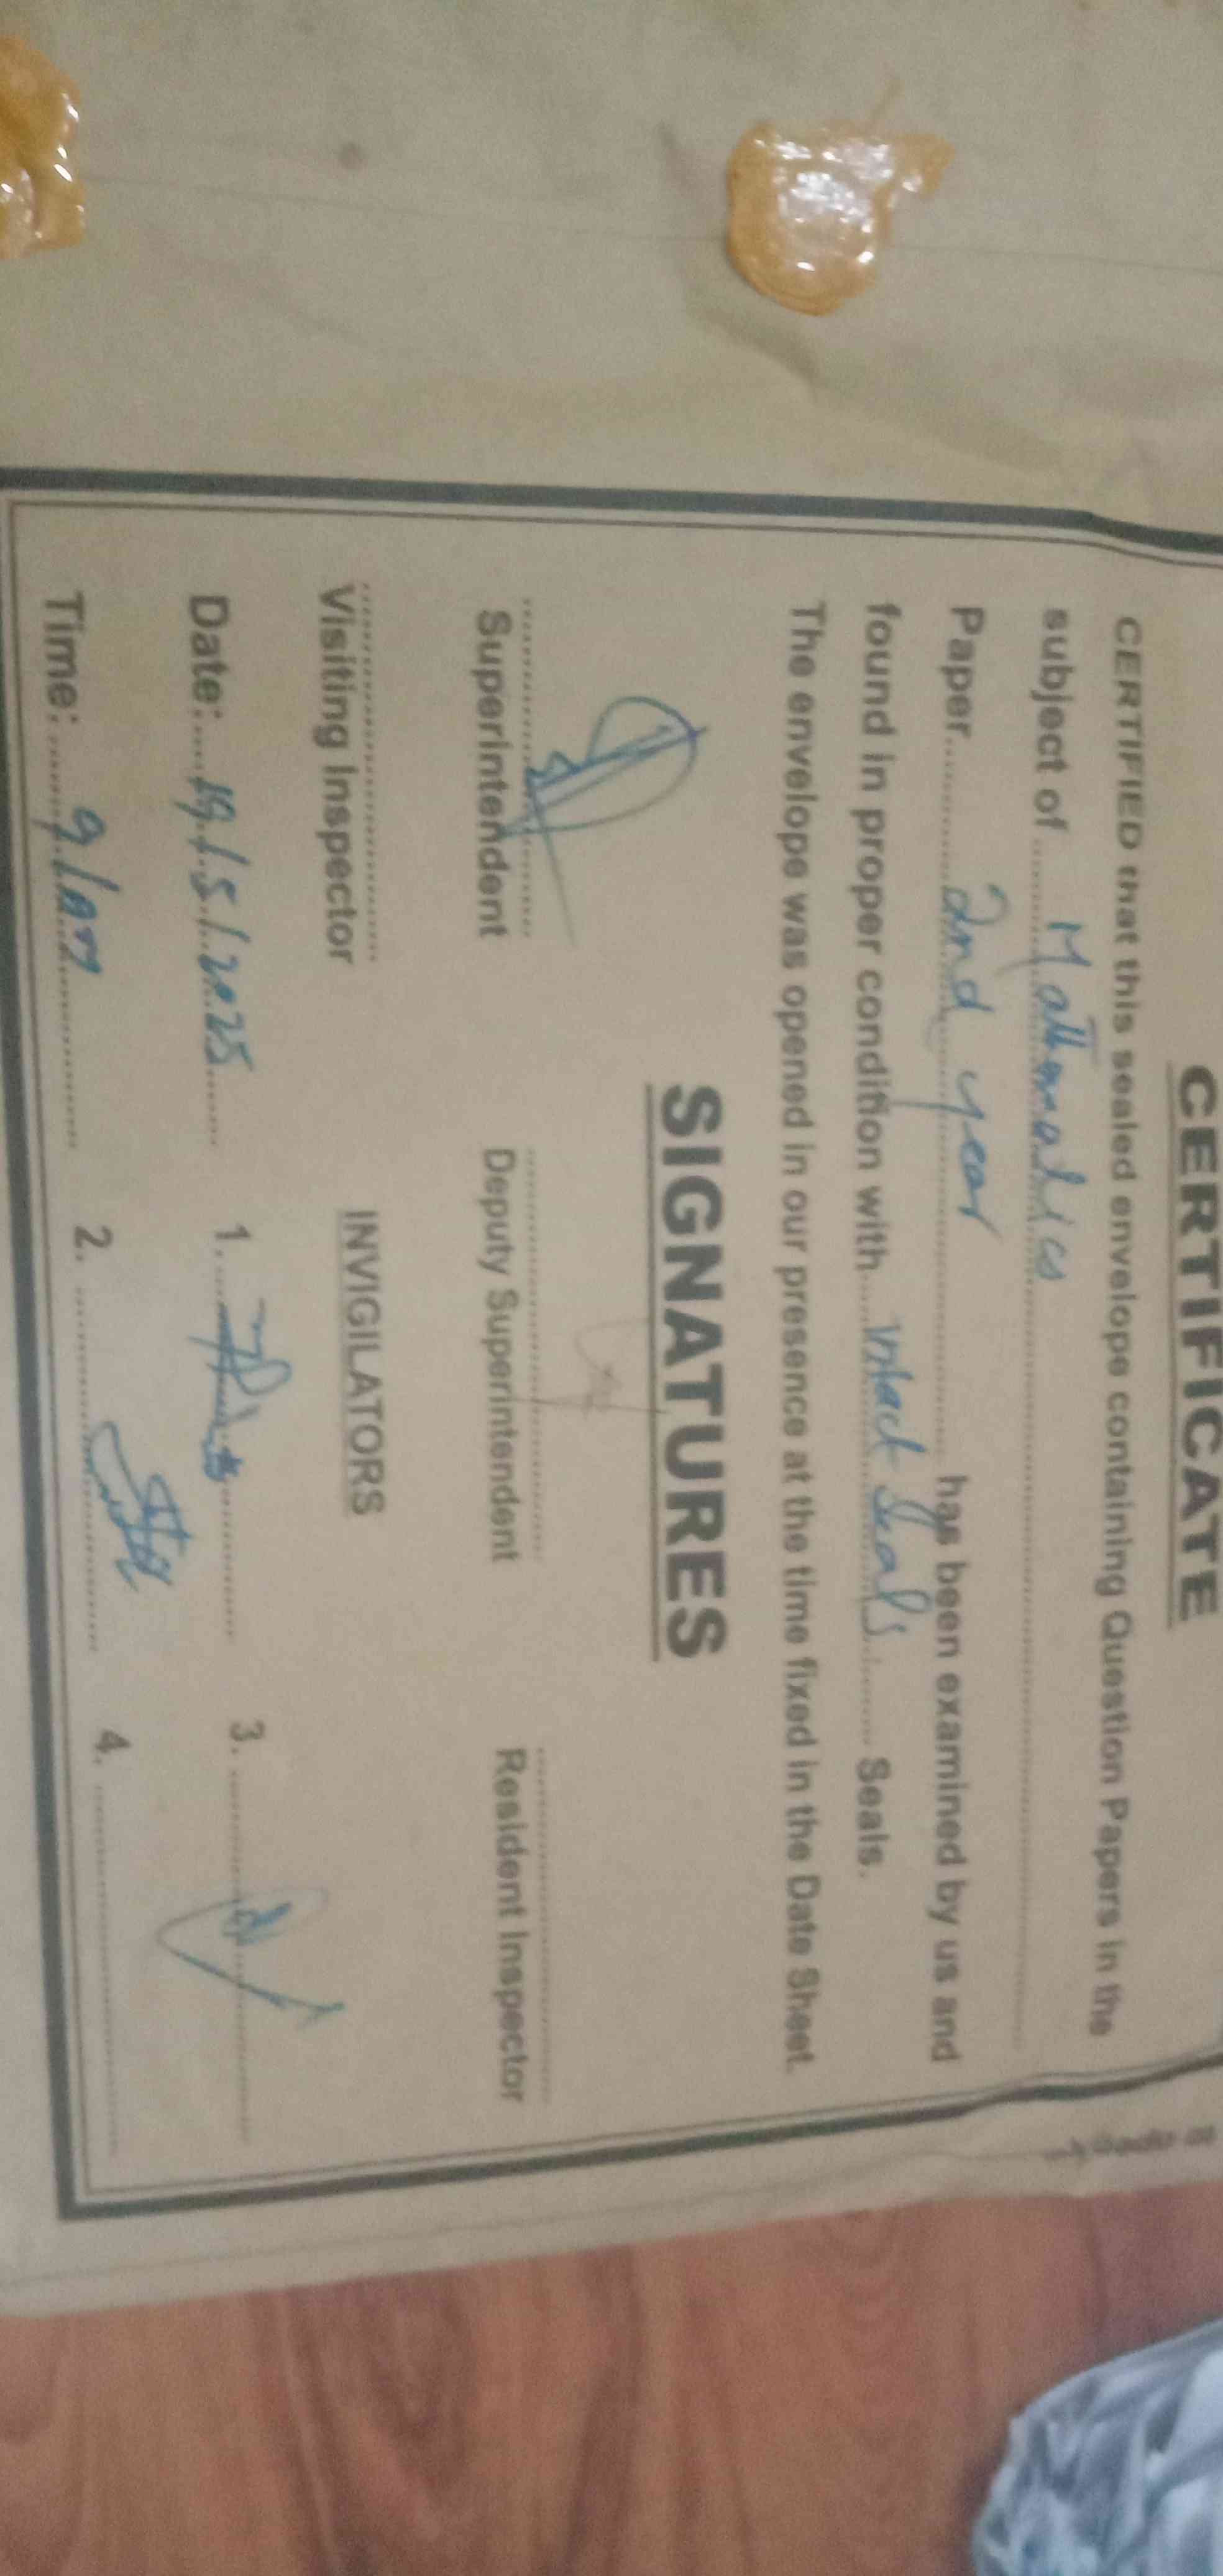 CERTIFICATE
CERTIFIED that this sealed envelope containing Question Papers in the
subject of ...... Mathematics ......
Paper ...... 2nd year ...... has been examined by us and
found in proper condition with ...... intact Seals ...... Seals.
The envelope was opened in our presence at the time fixed in the Date Sheet.
SIGNATURES
Superintendent Deputy Superintendent Resident Inspector
Visiting Inspector INVIGILATORS
Date: 19/5/2025 1. 3.
Time: 9/am 2. 4.